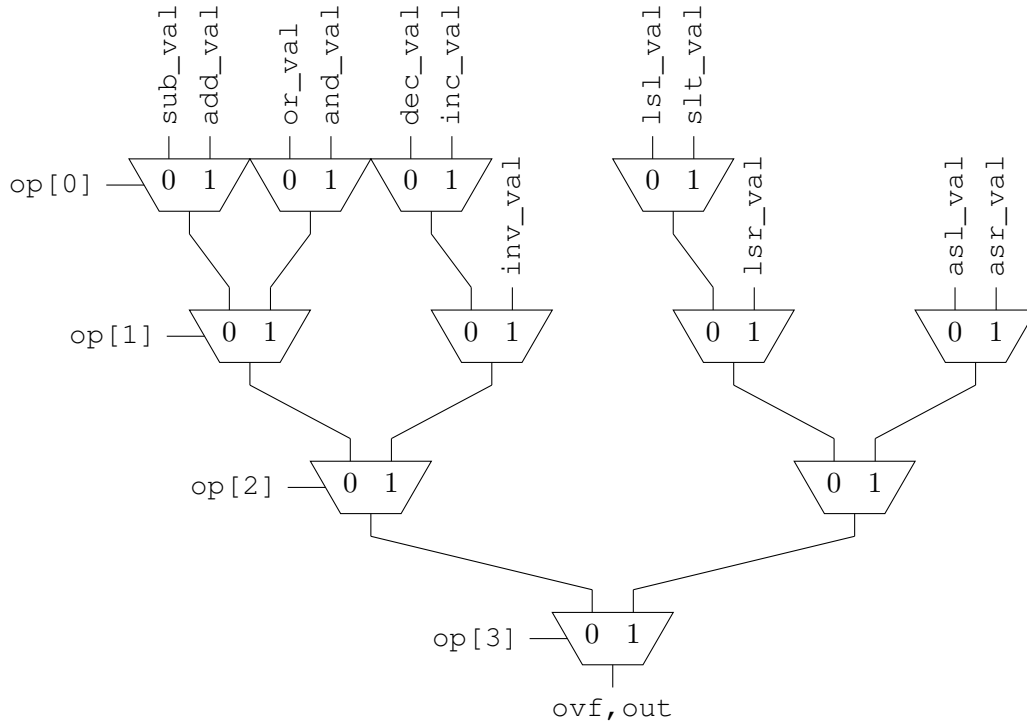 sub_val
add_val
or_val
and_val
dec_val
inc_val
lsl_val
slt_val
op[0]
0 1
0 1
0 1
0 1
inv_val
lsr_val
asl_val
asr_val
op[1]
0 1
0 1
0 1
0 1
op[2]
0 1
0 1
op[3]
0 1
ovf,out